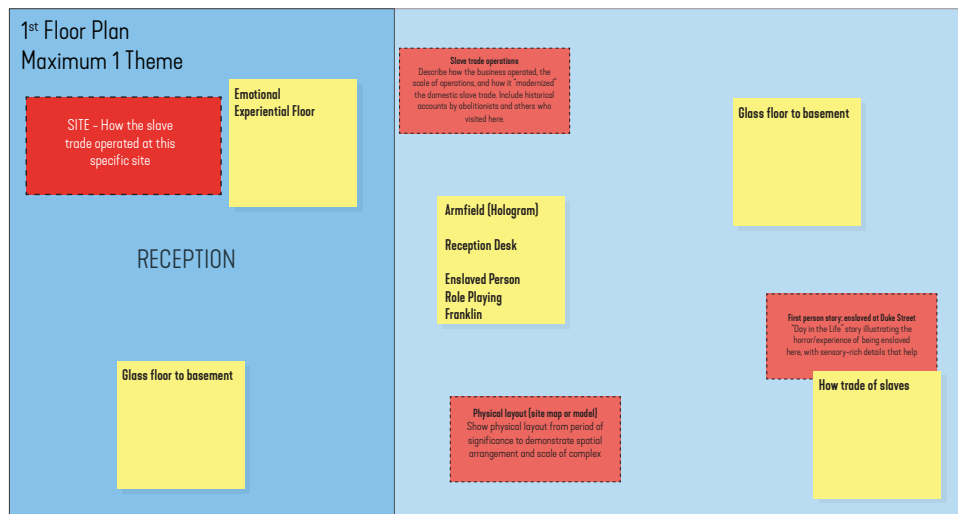 1st Floor Plan
Maximum 1 Theme
SITE – How the slave
trade operated at this
specific site
Emotional
Experiential Floor
RECEPTION
Glass floor to basement
Slave trade operations
Describe how the business operated, the
scale of operations, and how it "modernized"
the domestic slave trade. Include historical
accounts by abolitionists and others who
visited here.
Armfield (Hologram)
Reception Desk
Enslaved Person
Role Playing
Franklin
Physical layout (site map or model)
Show physical layout from period of
significance to demonstrate spatial
arrangement and scale of complex
Glass floor to basement
First person story: enslaved at Duke Street
"Day in the Life" story illustrating the
horror/experience of being enslaved
here, with sensory-rich details that help
How trade of slaves